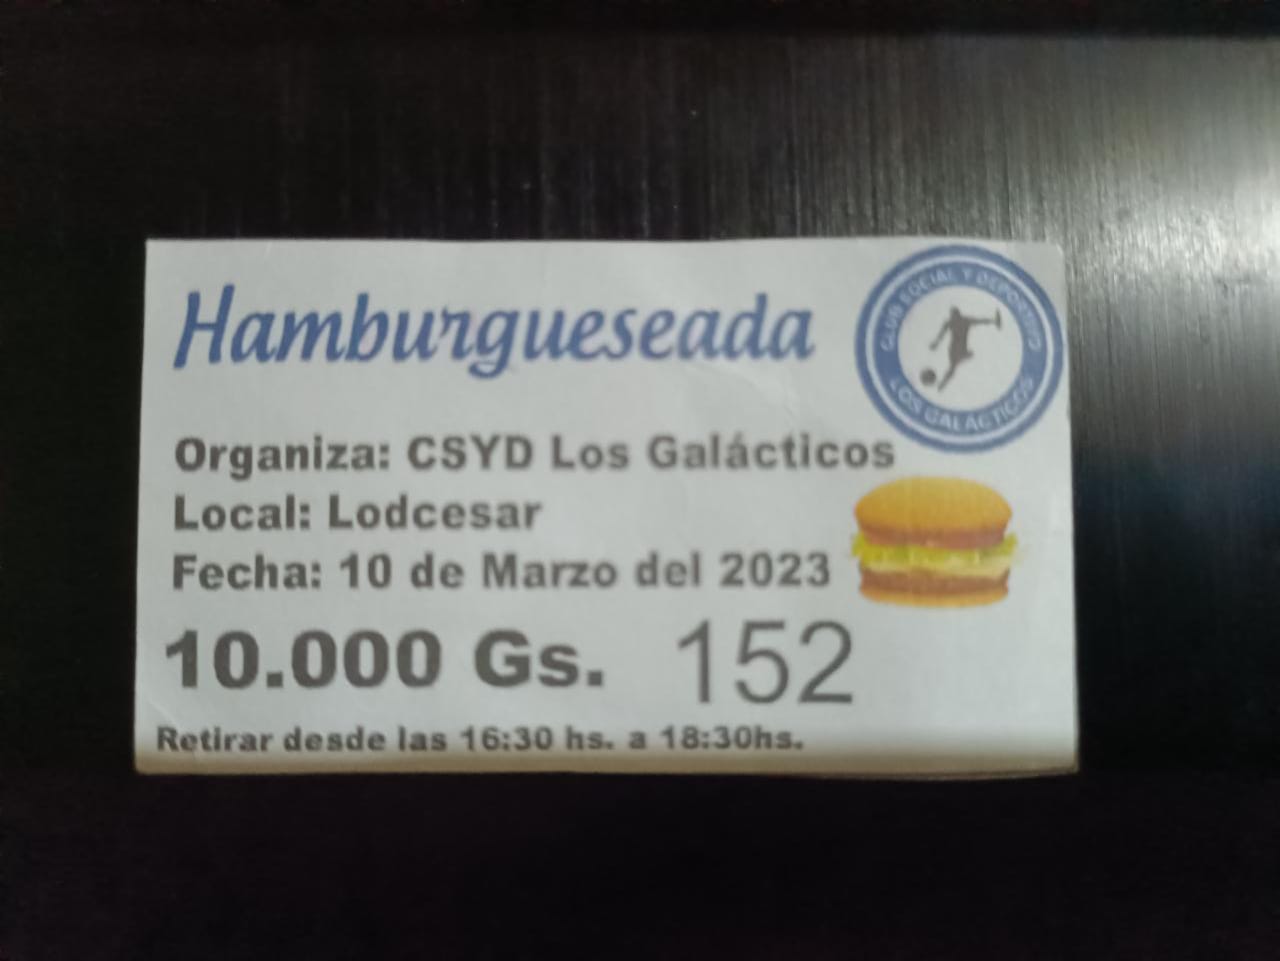 Hamburgueseada
CLUB SOCIAL Y DEPORTIVO
LOS GALÁCTICOS
Organiza: CSYD Los Galácticos
Local: Lodcesar
Fecha: 10 de Marzo del 2023
10.000 Gs. 152
Retirar desde las 16:30 hs. a 18:30hs.